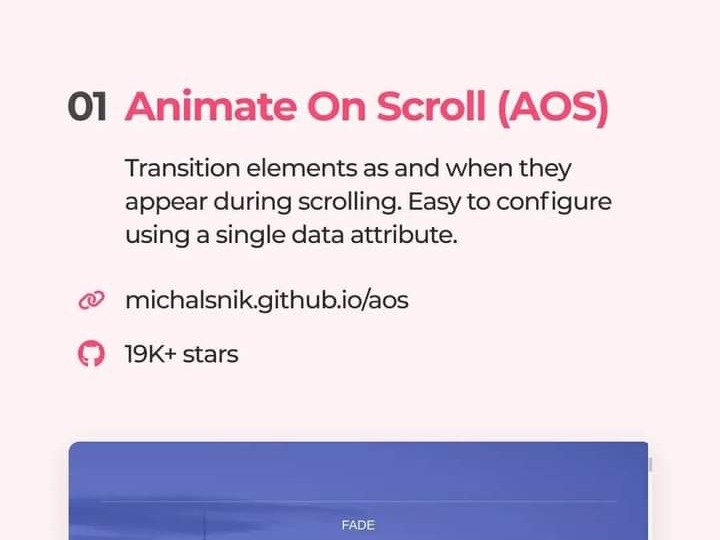 01 Animate On Scroll (AOS)
Transition elements as and when they
appear during scrolling. Easy to configure
using a single data attribute.
michalsnik.github.io/aos
19K+ stars
FADE